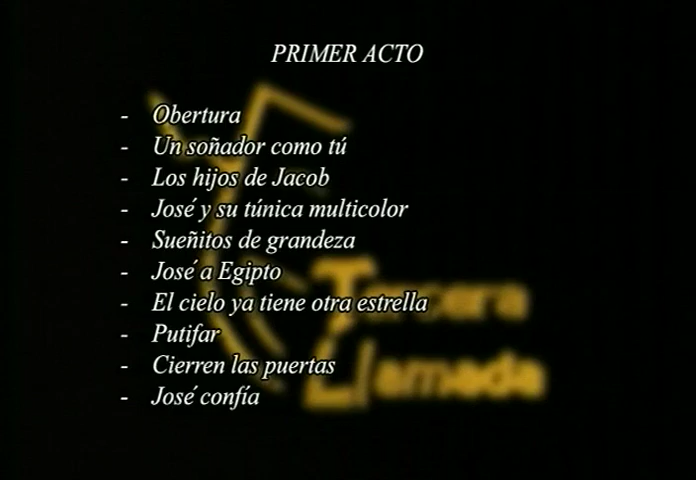 PRIMER ACTO
- Obertura
- Un soñador como tú
- Los hijos de Jacob
- José y su túnica multicolor
- Sueñitos de grandeza
- José a Egipto
- El cielo ya tiene otra estrella
- Putifar
- Cierren las puertas
- José confía
Tercera
Llamada